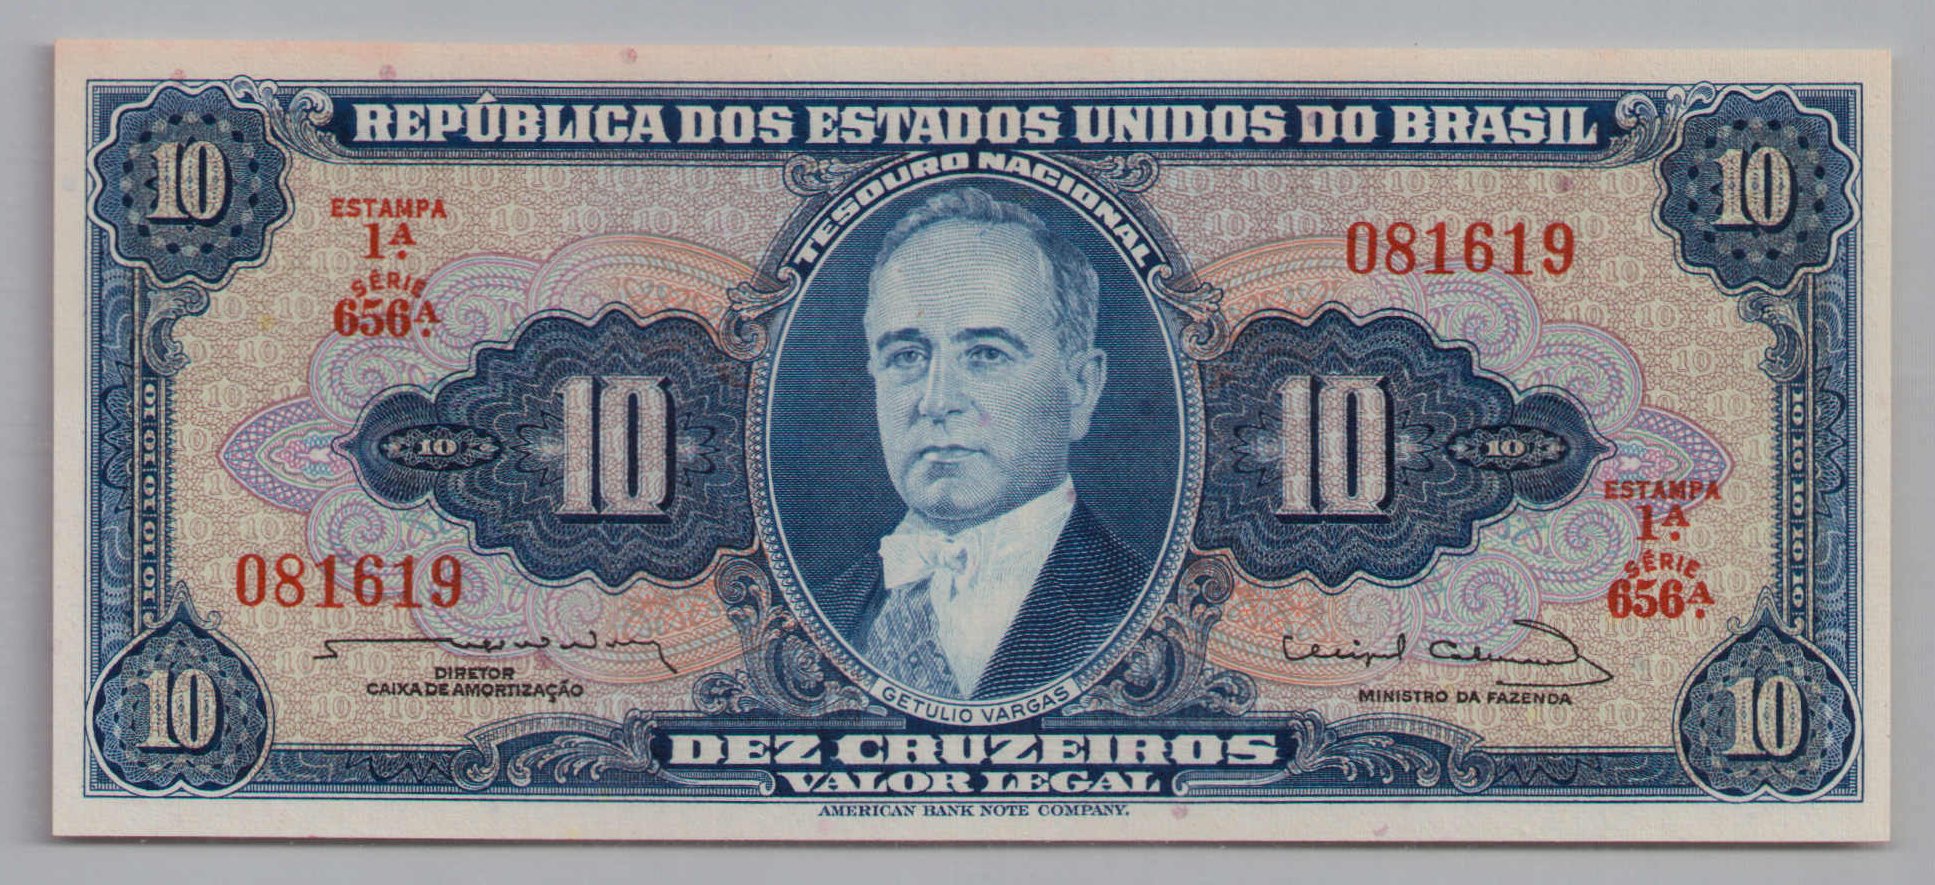 REPÚBLICA DOS ESTADOS UNIDOS DO BRASIL
TESOURO NACIONAL
10
10
ESTAMPA
1ª
SÉRIE
656ª
081619
10
10
10
10
ESTAMPA
1ª
SÉRIE
656ª
081619
DIRETOR
CAIXA DE AMORTIZAÇÃO
MINISTRO DA FAZENDA
GETULIO VARGAS
10
10
DEZ CRUZEIROS
VALOR LEGAL
AMERICAN BANK NOTE COMPANY.